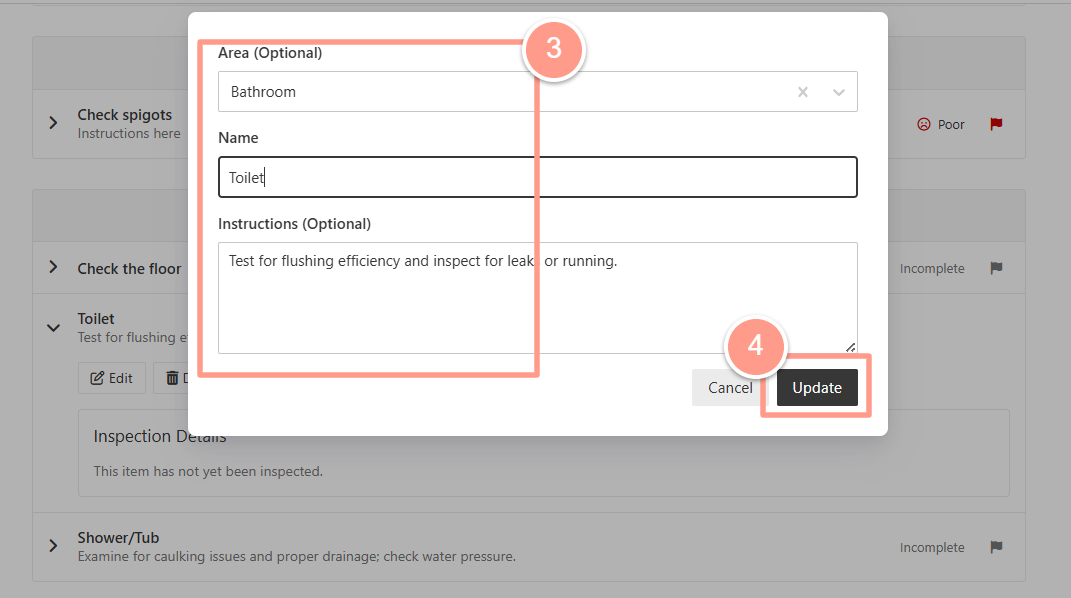 Area (Optional)
3
Bathroom
Check spigots
Instructions here
Poor
Name
Toilet
Instructions (Optional)
Test for flushing efficiency and inspect for leaks or running.
Check the floor
Incomplete
Toilet
Test for flushing
4
Edit
Cancel
Update
Inspection Details
This item has not yet been inspected.
Shower/Tub
Examine for caulking issues and proper drainage; check water pressure.
Incomplete